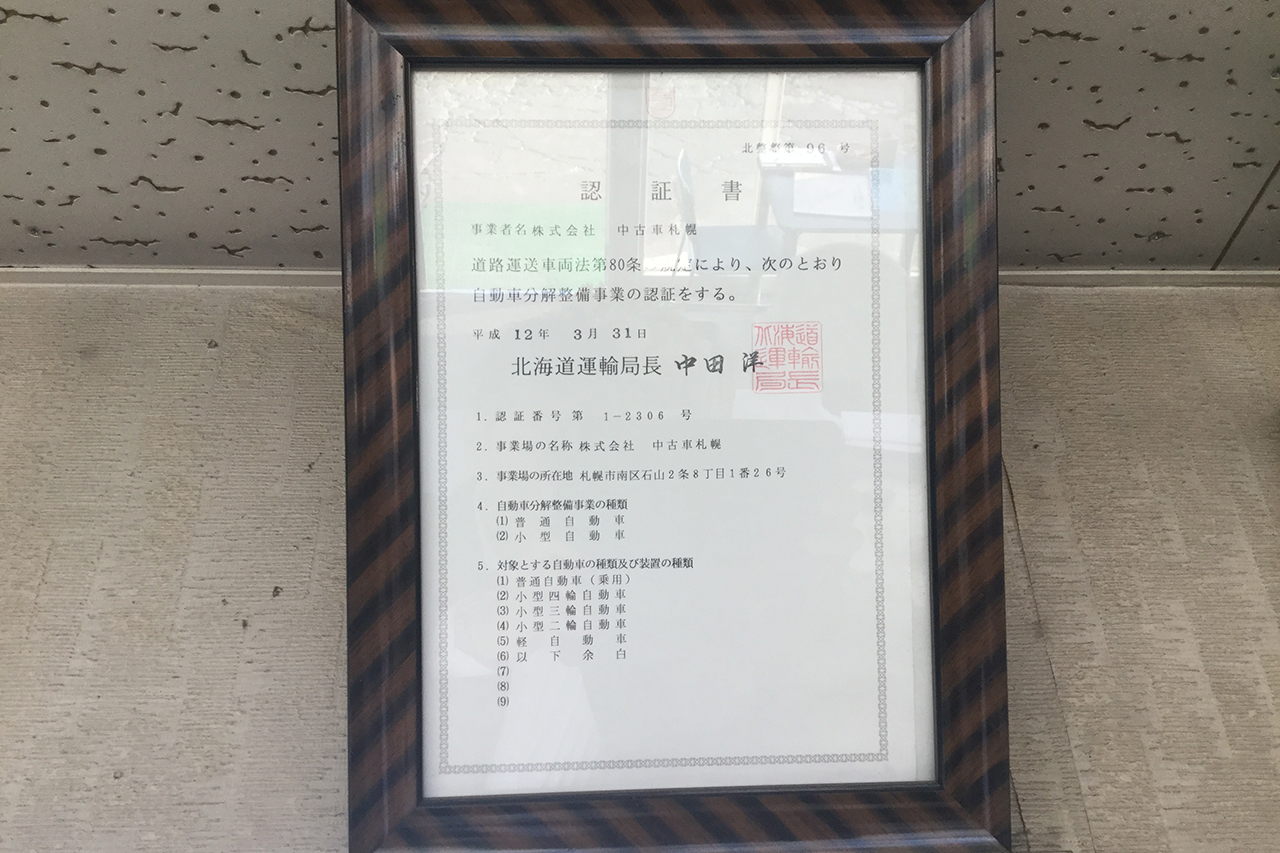 北整整第 96 号
認証書
事業者名 株式会社 中古車札幌
道路運送車両法第80条 により、次のとおり
自動車分解整備事業の認証をする。
平成 12年 3月 31日
北海道運輸局長 中田 洋
北海道運輸局長
1. 認証番号 第 1-2306 号
2. 事業場の名称 株式会社 中古車札幌
3. 事業場の所在地 札幌市南区石山2条8丁目1番26号
4. 自動車分解整備事業の種類
(1) 普通自動車
(2) 小型自動車
5. 対象とする自動車の種類及び装置の種類
(1) 普通自動車(乗用)
(2) 小型四輪自動車
(3) 小型三輪自動車
(4) 小型二輪自動車
(5) 軽自動車
(6) 以下余白
(7)
(8)
(9)